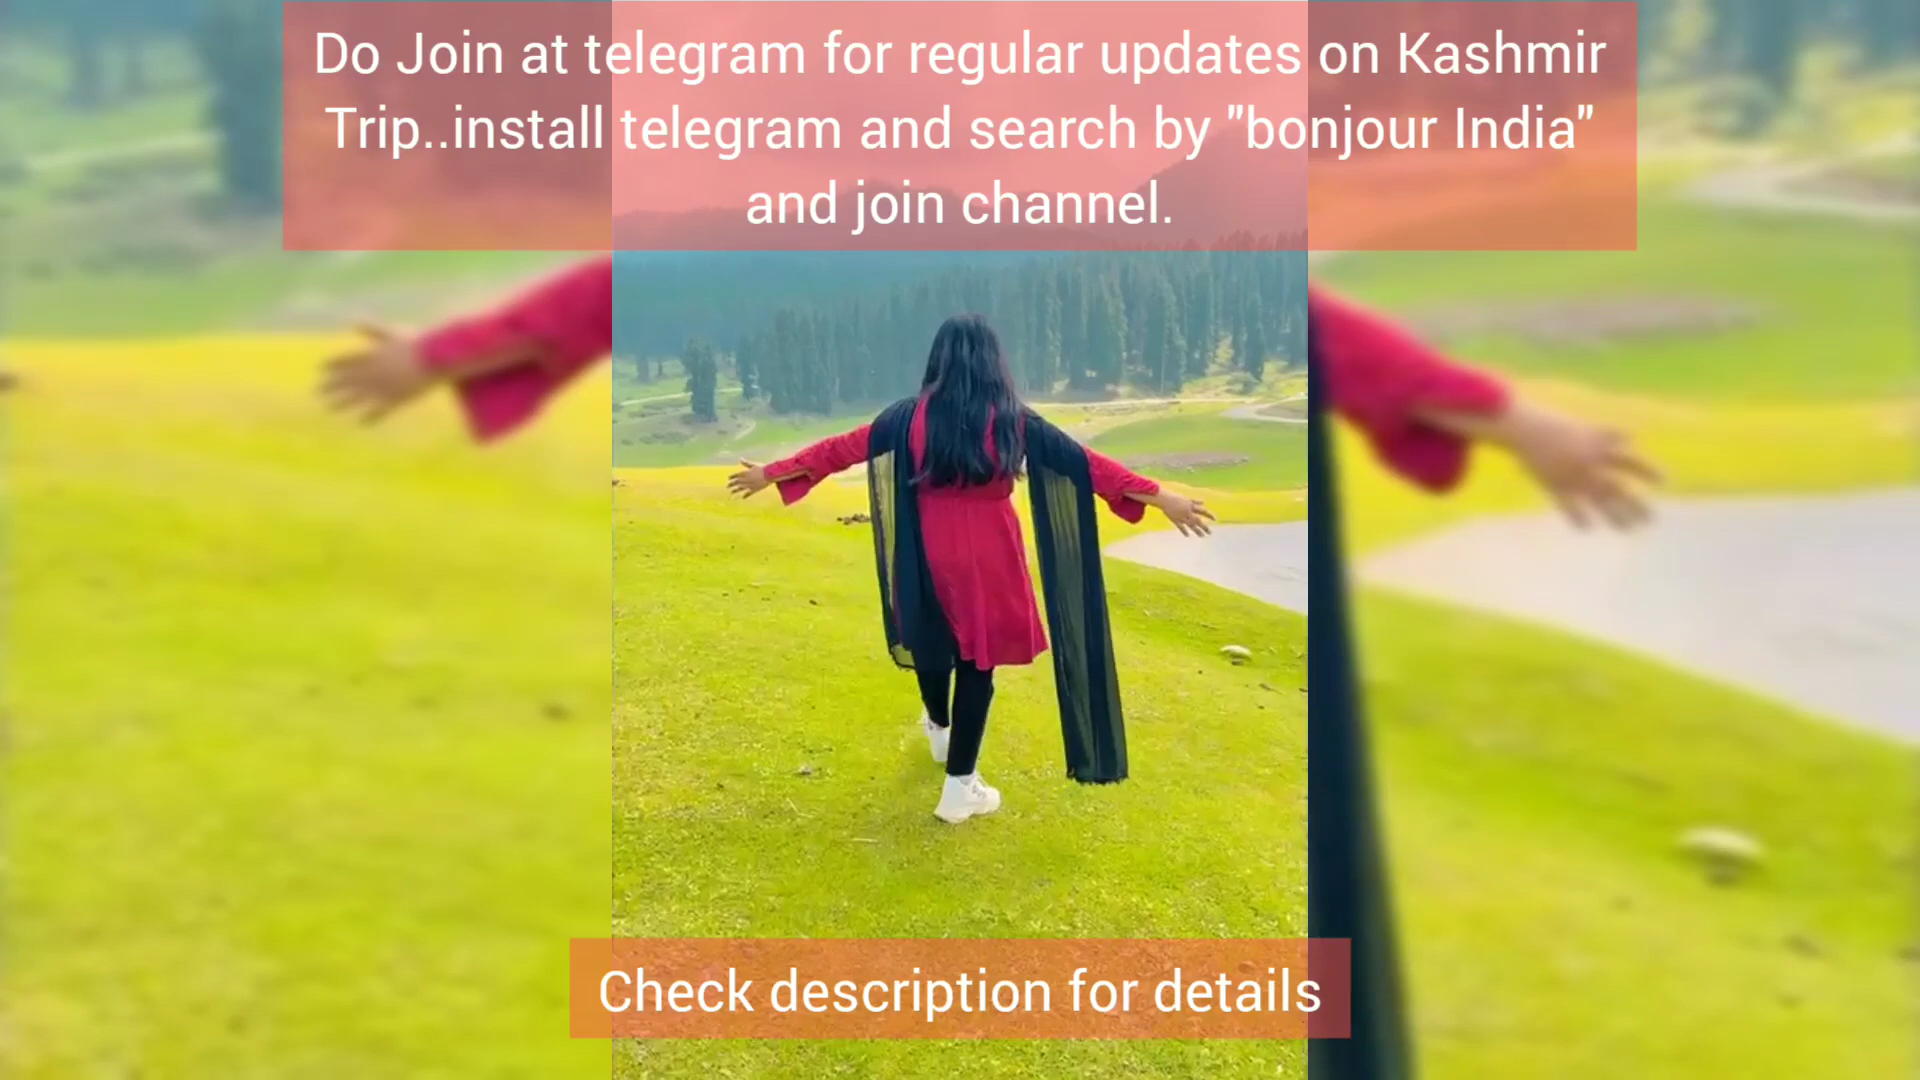 Do Join at telegram for regular updates on Kashmir
Trip..install telegram and search by "bonjour India"
and join channel.
Check description for details